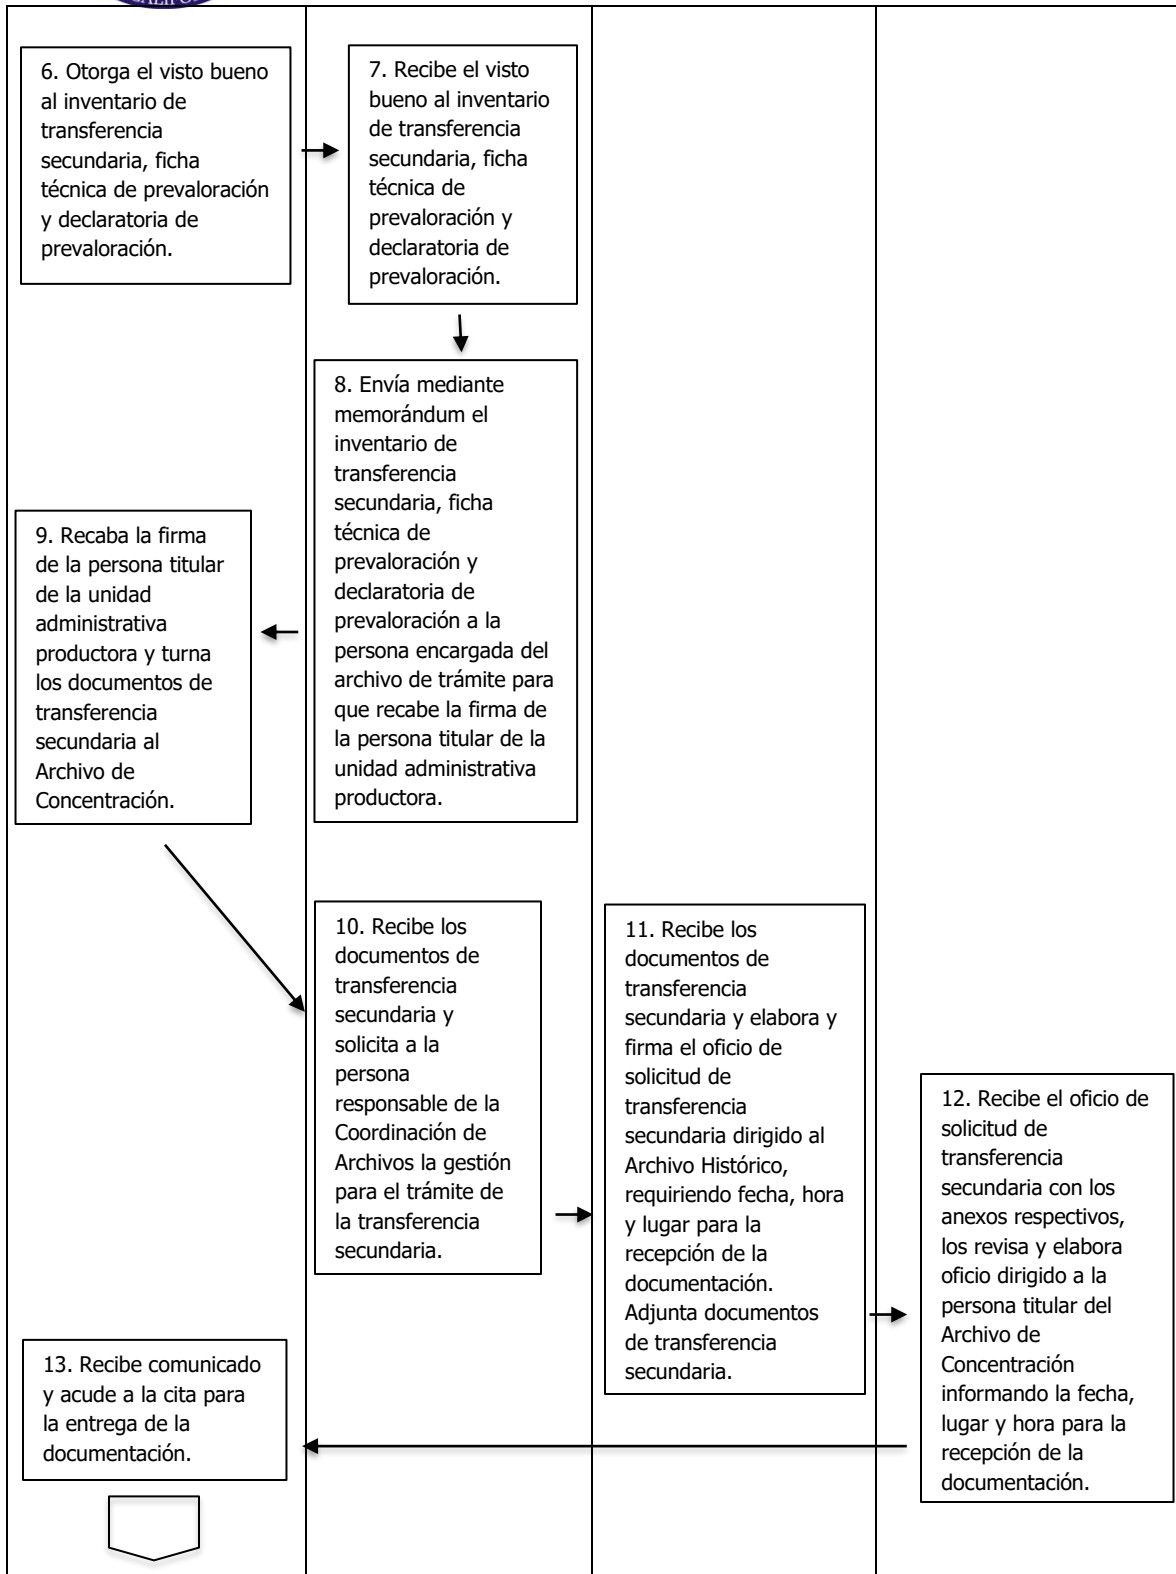 6. Otorga el visto bueno
al inventario de
transferencia
secundaria, ficha
técnica de prevaloración
y declaratoria de
prevaloración.
7. Recibe el visto
bueno al inventario
de transferencia
secundaria, ficha
técnica de
prevaloración y
declaratoria de
prevaloración.
8. Envía mediante
memorándum el
inventario de
transferencia
secundaria, ficha
técnica de
prevaloración y
declaratoria de
prevaloración a la
persona encargada del
archivo de trámite para
que recabe la firma de
la persona titular de la
unidad administrativa
productora.
9. Recaba la firma
de la persona titular
de la unidad
administrativa
productora y turna
los documentos de
transferencia
secundaria al
Archivo de
Concentración.
10. Recibe los
documentos de
transferencia
secundaria y
solicita a la
persona
responsable de la
Coordinación de
Archivos la gestión
para el trámite de
la transferencia
secundaria.
11. Recibe los
documentos de
transferencia
secundaria y elabora y
firma el oficio de
solicitud de
transferencia
secundaria dirigido al
Archivo Histórico,
requiriendo fecha, hora
y lugar para la
recepción de la
documentación.
Adjunta documentos
de transferencia
secundaria.
12. Recibe el oficio de
solicitud de
transferencia
secundaria con los
anexos respectivos,
los revisa y elabora
oficio dirigido a la
persona titular del
Archivo de
Concentración
informando la fecha,
lugar y hora para la
recepción de la
documentación.
13. Recibe comunicado
y acude a la cita para
la entrega de la
documentación.